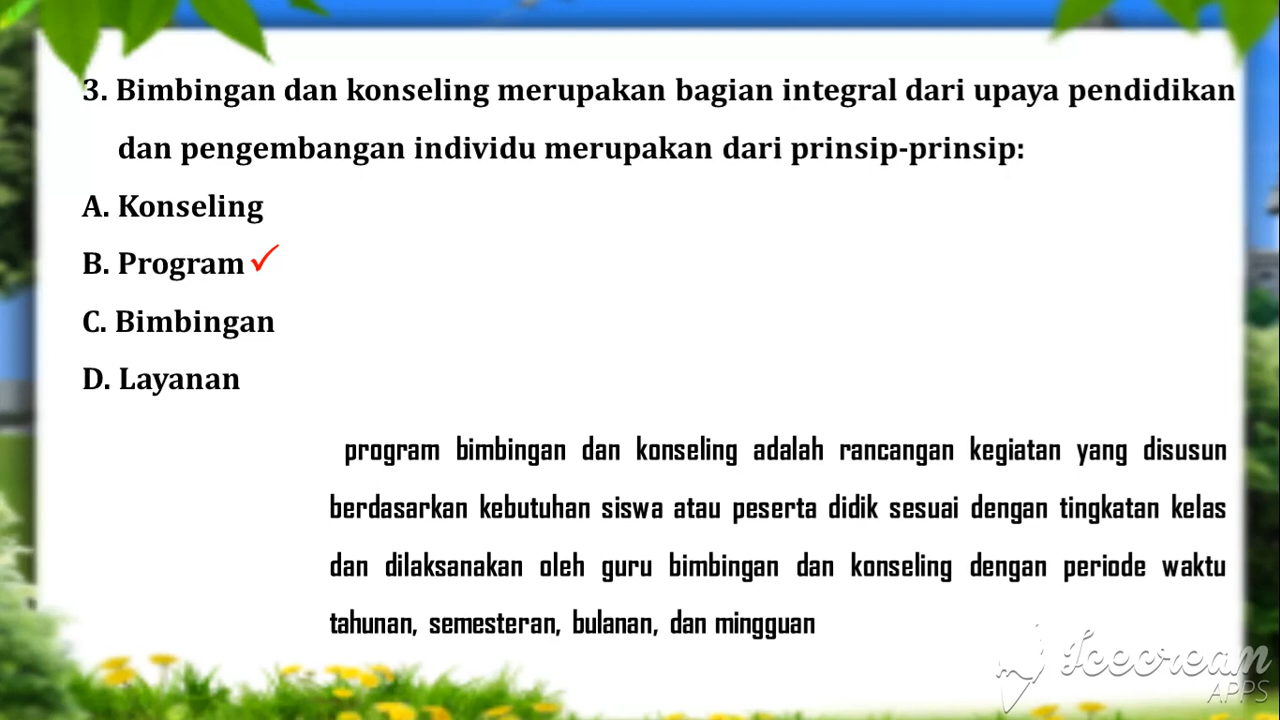 3. Bimbingan dan konseling merupakan bagian integral dari upaya pendidikan
dan pengembangan individu merupakan dari prinsip-prinsip:
A. Konseling
B. Program
C. Bimbingan
D. Layanan
program bimbingan dan konseling adalah rancangan kegiatan yang disusun
berdasarkan kebutuhan siswa atau peserta didik sesuai dengan tingkatan kelas
dan dilaksanakan oleh guru bimbingan dan konseling dengan periode waktu
tahunan, semesteran, bulanan, dan mingguan
Icecream
APPS